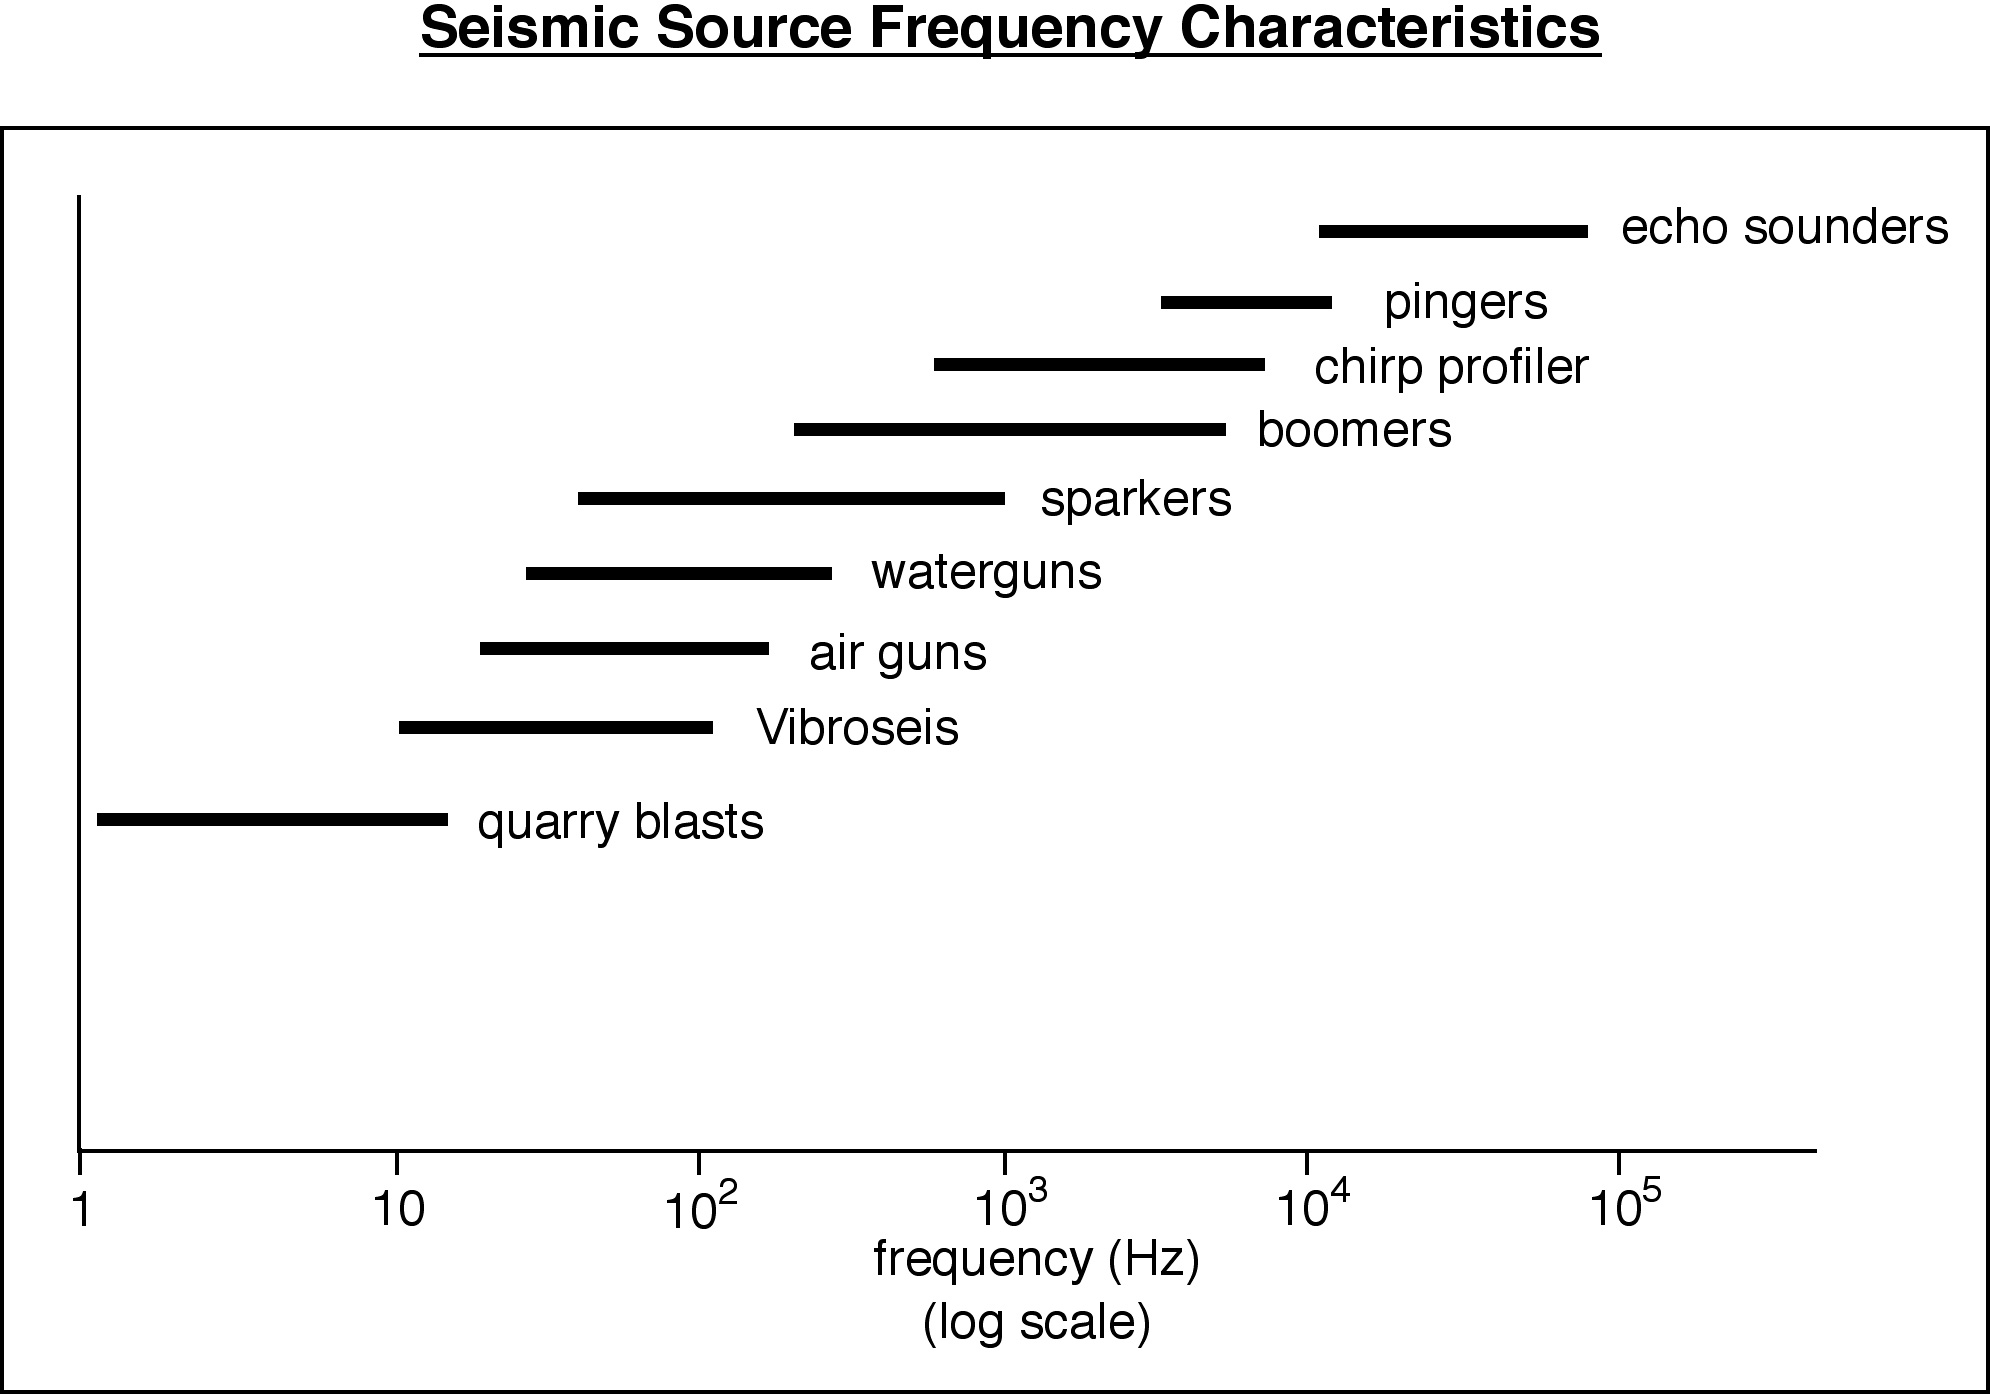 Seismic Source Frequency Characteristics
echo sounders
pingers
chirp profiler
boomers
sparkers
waterguns
air guns
Vibroseis
quarry blasts
1 10 10² 10³ 10⁴ 10⁵
frequency (Hz)
(log scale)